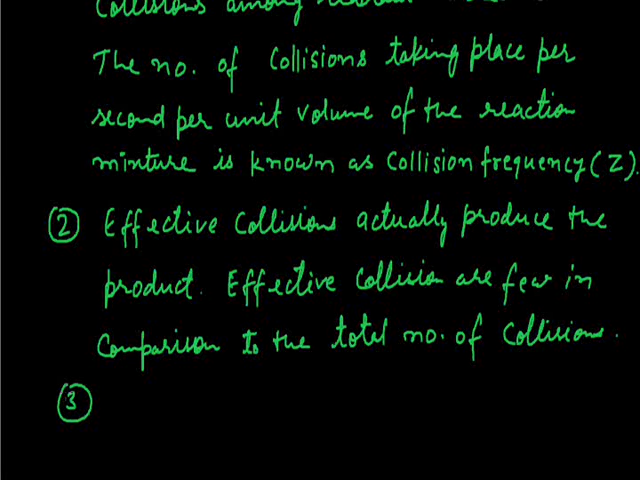 Collisions among
The no. of Collisions taking place per
second per unit volume of the reaction
mixture is known as Collision frequency (Z).
② Effective Collisions actually produce the
product. Effective Collision are few in
Comparison to the total no. of Collisions.
③